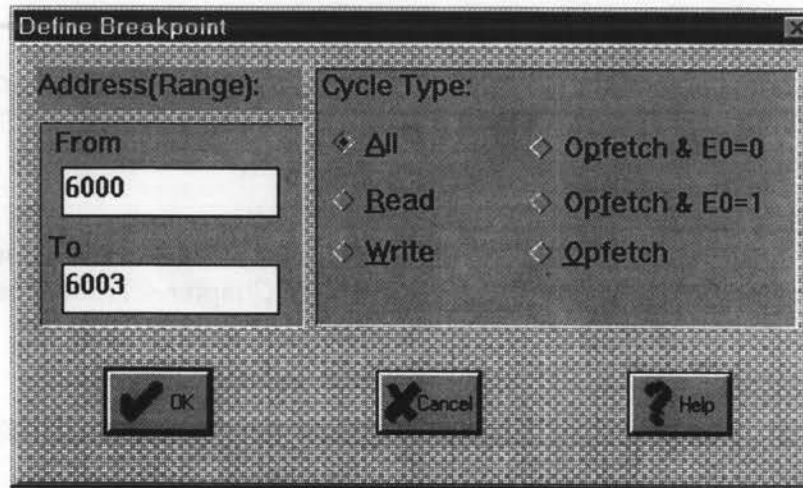 Define Breakpoint
Address(Range):
From
6000
To
6003
Cycle Type:
All
Read
Write
Opfetch & E0=0
Opfetch & E0=1
Opfetch
OK
Cancel
Help